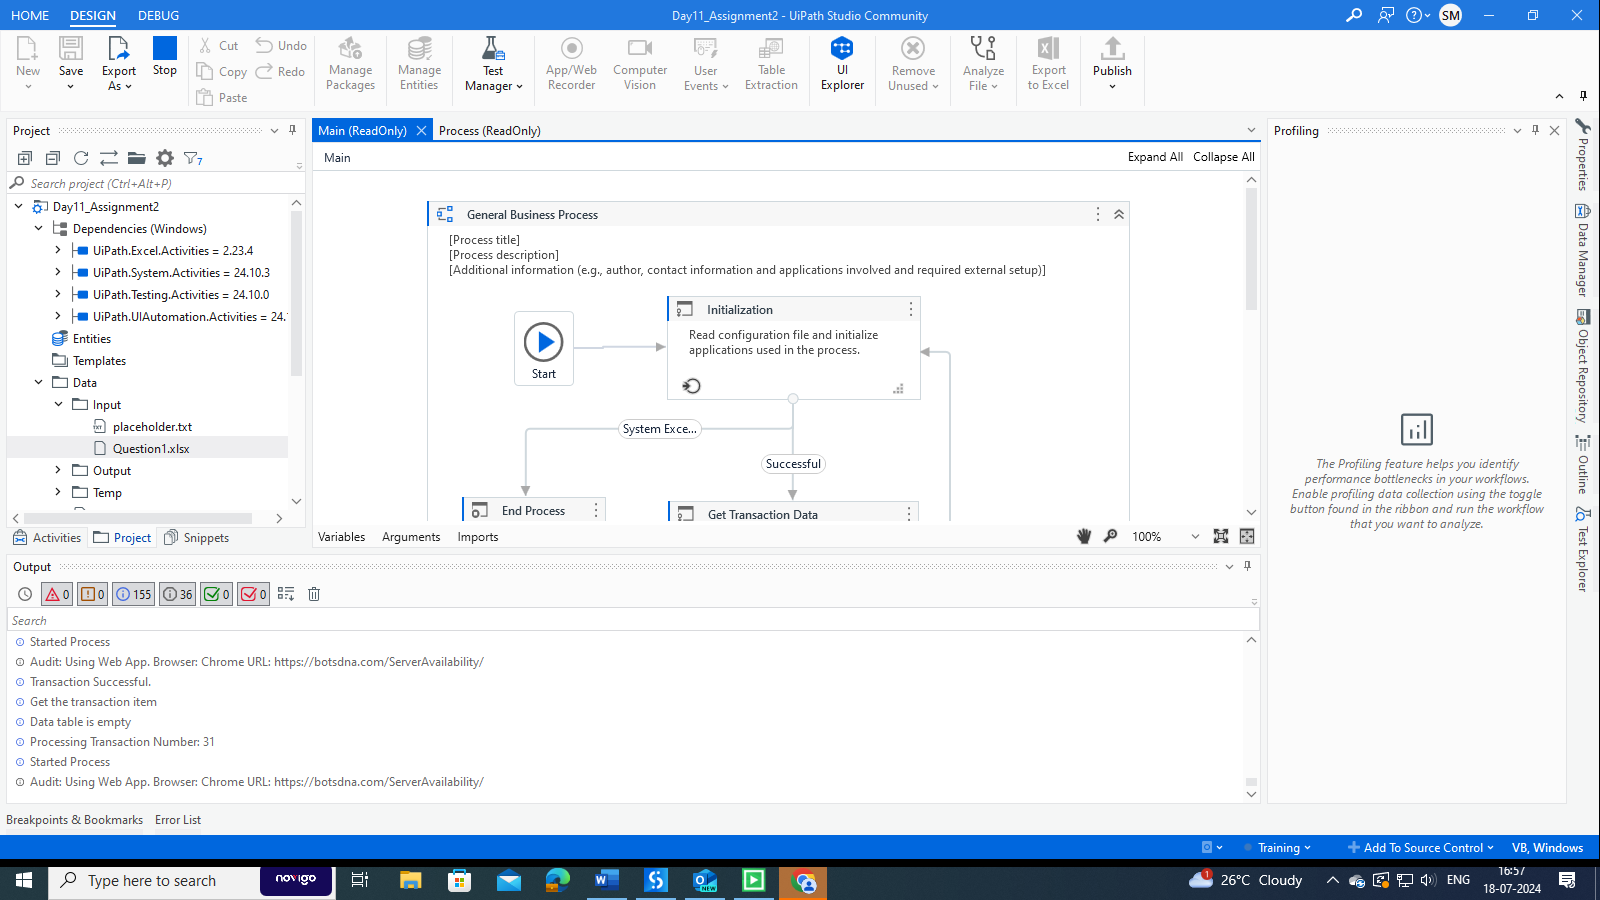 HOME DESIGN DEBUG
Day11_Assignment2 - UiPath Studio Community
SM
New
Save
Export As
Stop
Cut
Copy
Paste
Undo
Redo
Manage Packages
Manage Entities
Test Manager
App/Web Recorder
Computer Vision
User Events
Table Extraction
UI Explorer
Remove Unused
Analyze File
Export to Excel
Publish
Project
7
Search project (Ctrl+Alt+P)
Day11_Assignment2
Dependencies (Windows)
UiPath.Excel.Activities = 2.23.4
UiPath.System.Activities = 24.10.3
UiPath.Testing.Activities = 24.10.0
UiPath.UIAutomation.Activities = 24.
Entities
Templates
Data
Input
placeholder.txt
Question1.xlsx
Output
Temp
Activities Project Snippets
Main (ReadOnly) Process (ReadOnly)
Main
Expand All Collapse All
General Business Process
[Process title]
[Process description]
[Additional information (e.g., author, contact information and applications involved and required external setup)]
Start
Initialization
Read configuration file and initialize
applications used in the process.
System Exce...
Successful
End Process
Get Transaction Data
Variables Arguments Imports
100%
Profiling
The Profiling feature helps you identify
performance bottlenecks in your workflows.
Enable profiling data collection using the toggle
button found in the ribbon and run the workflow
that you want to analyze.
Properties
Data Manager
Object Repository
Outline
Test Explorer
Output
0 0 155 36 0 0
Search
Started Process
Audit: Using Web App. Browser: Chrome URL: https://botsdna.com/ServerAvailability/
Transaction Successful.
Get the transaction item
Data table is empty
Processing Transaction Number: 31
Started Process
Audit: Using Web App. Browser: Chrome URL: https://botsdna.com/ServerAvailability/
Breakpoints & Bookmarks Error List
Training
Add To Source Control
VB, Windows
Type here to search
novigo
NEW
1
26°C Cloudy
ENG
16:57
18-07-2024